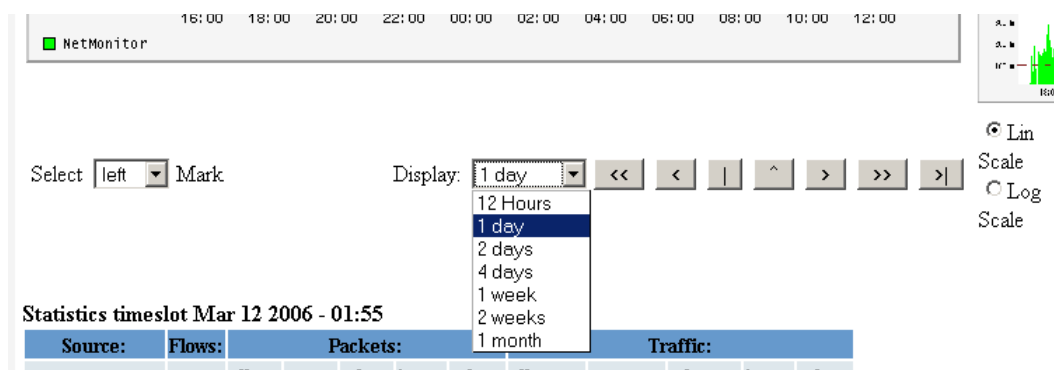 16:00 18:00 20:00 22:00 00:00 02:00 04:00 06:00 08:00 10:00 12:00
NetMonitor
Lin
Scale
Log
Scale
Select left Mark
Display: 1 day << < | ^ > >> >|
12 Hours
1 day
2 days
4 days
1 week
2 weeks
1 month
Statistics timeslot Mar 12 2006 - 01:55
Source: Flows: Packets: Traffic: